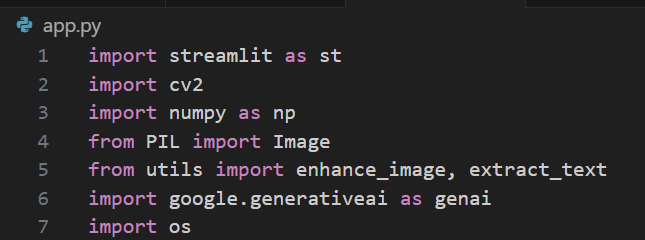 app.py
1 import streamlit as st
2 import cv2
3 import numpy as np
4 from PIL import Image
5 from utils import enhance_image, extract_text
6 import google.generativeai as genai
7 import os